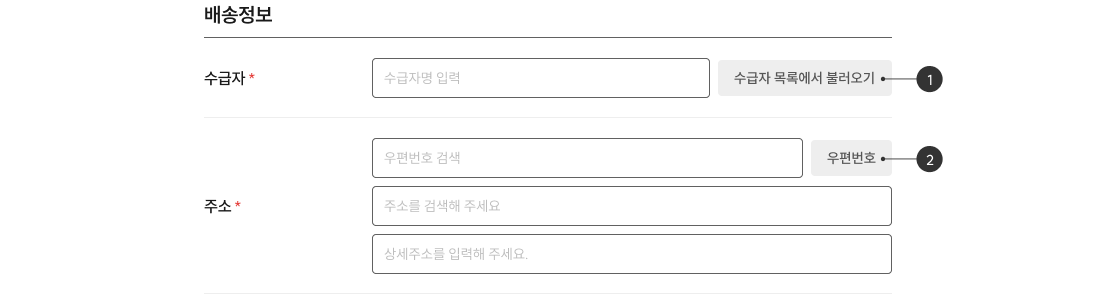 배송정보
수급자 *
수급자명 입력
수급자 목록에서 불러오기
1
우편번호 검색
우편번호
2
주소 *
주소를 검색해 주세요
상세주소를 입력해 주세요.